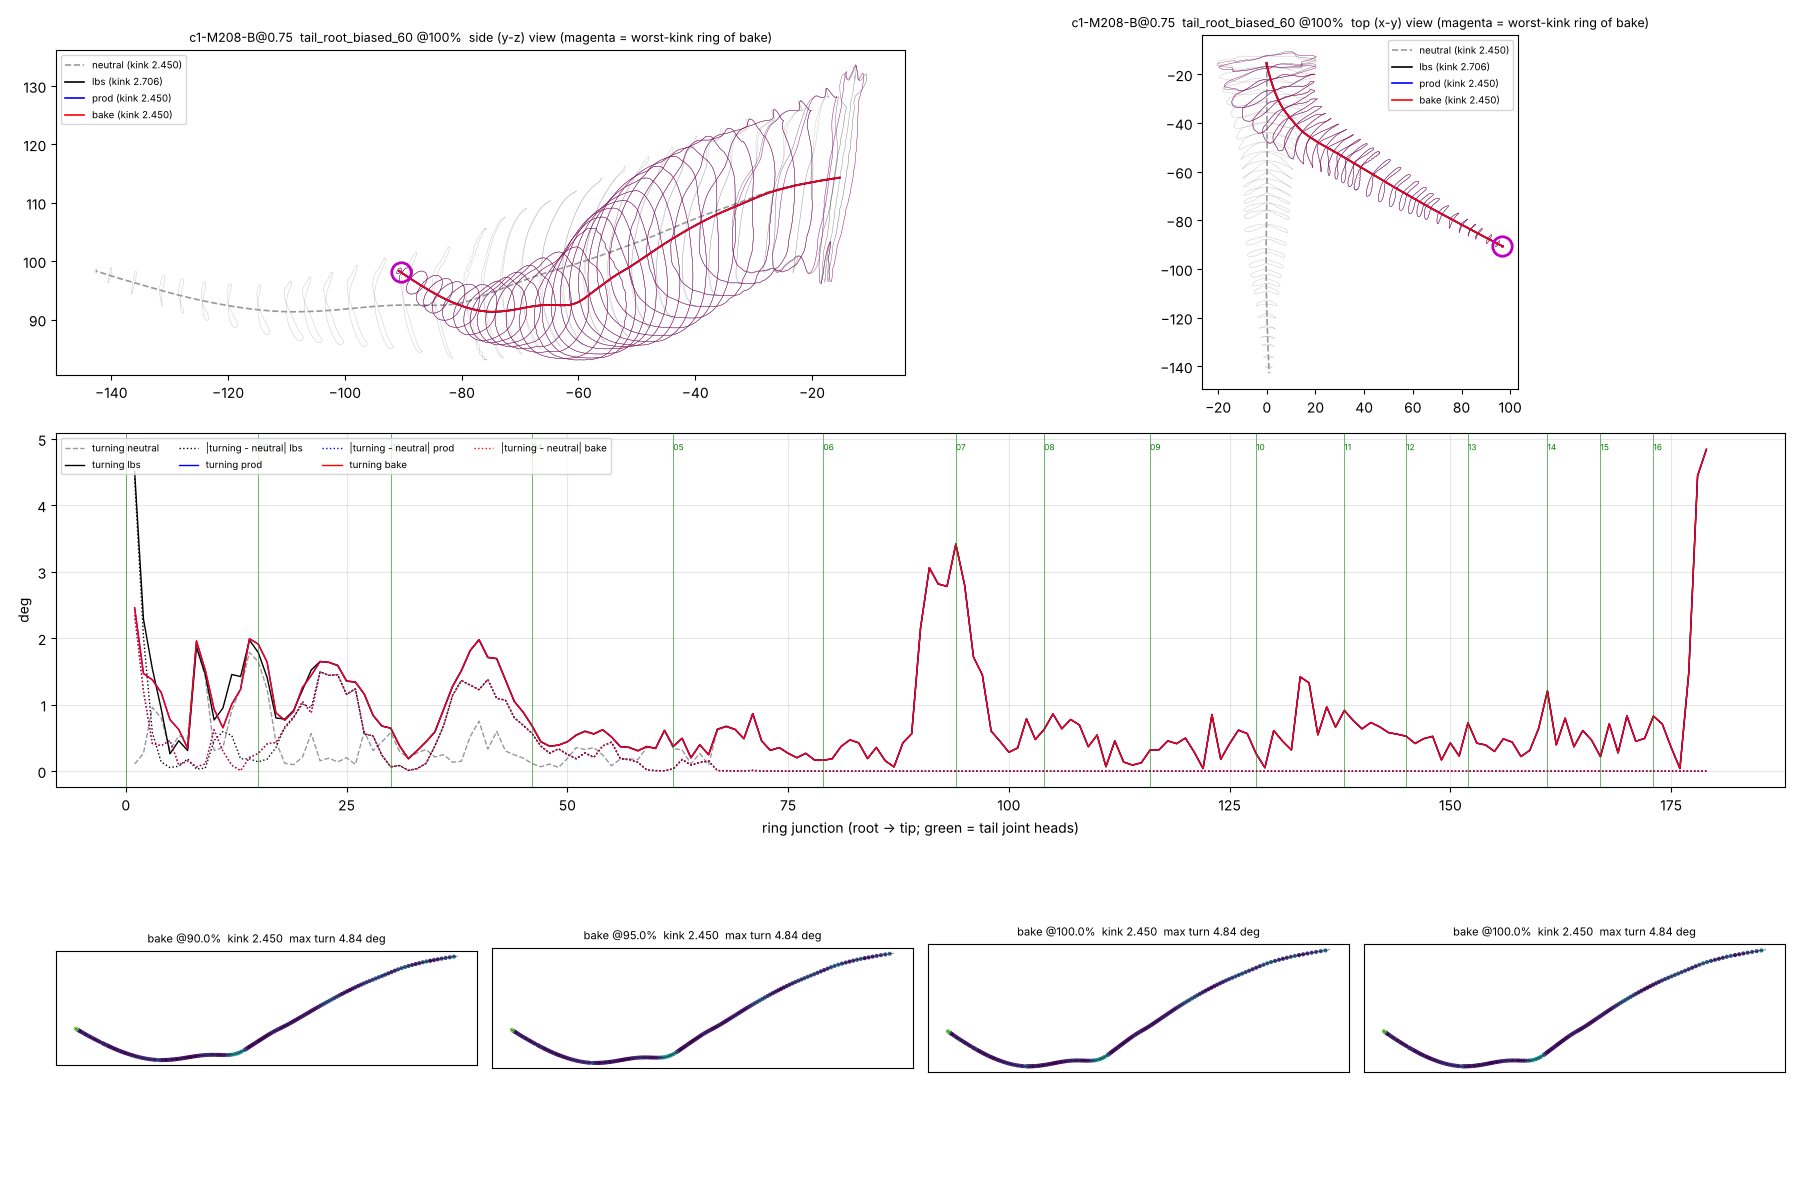 c1-M208-B@0.75  tail_root_biased_60 @100%  side (y-z) view (magenta = worst-kink ring of bake)
neutral (kink 2.450)
lbs (kink 2.706)
prod (kink 2.450)
bake (kink 2.450)
130
120
110
100
90
−140 −120 −100 −80 −60 −40 −20
c1-M208-B@0.75  tail_root_biased_60 @100%  top (x-y) view (magenta = worst-kink ring of bake)
neutral (kink 2.450)
lbs (kink 2.706)
prod (kink 2.450)
bake (kink 2.450)
−20
−40
−60
−80
−100
−120
−140
−20 0 20 40 60 80 100
turning neutral |turning - neutral| lbs |turning - neutral| prod |turning - neutral| bake
turning lbs turning prod turning bake
05 06 07 08 09 10 11 12 13 14 15 16
5
4
3
2
1
0
deg
0 25 50 75 100 125 150 175
ring junction (root → tip; green = tail joint heads)
bake @90.0%  kink 2.450  max turn 4.84 deg
bake @95.0%  kink 2.450  max turn 4.84 deg
bake @100.0%  kink 2.450  max turn 4.84 deg
bake @100.0%  kink 2.450  max turn 4.84 deg